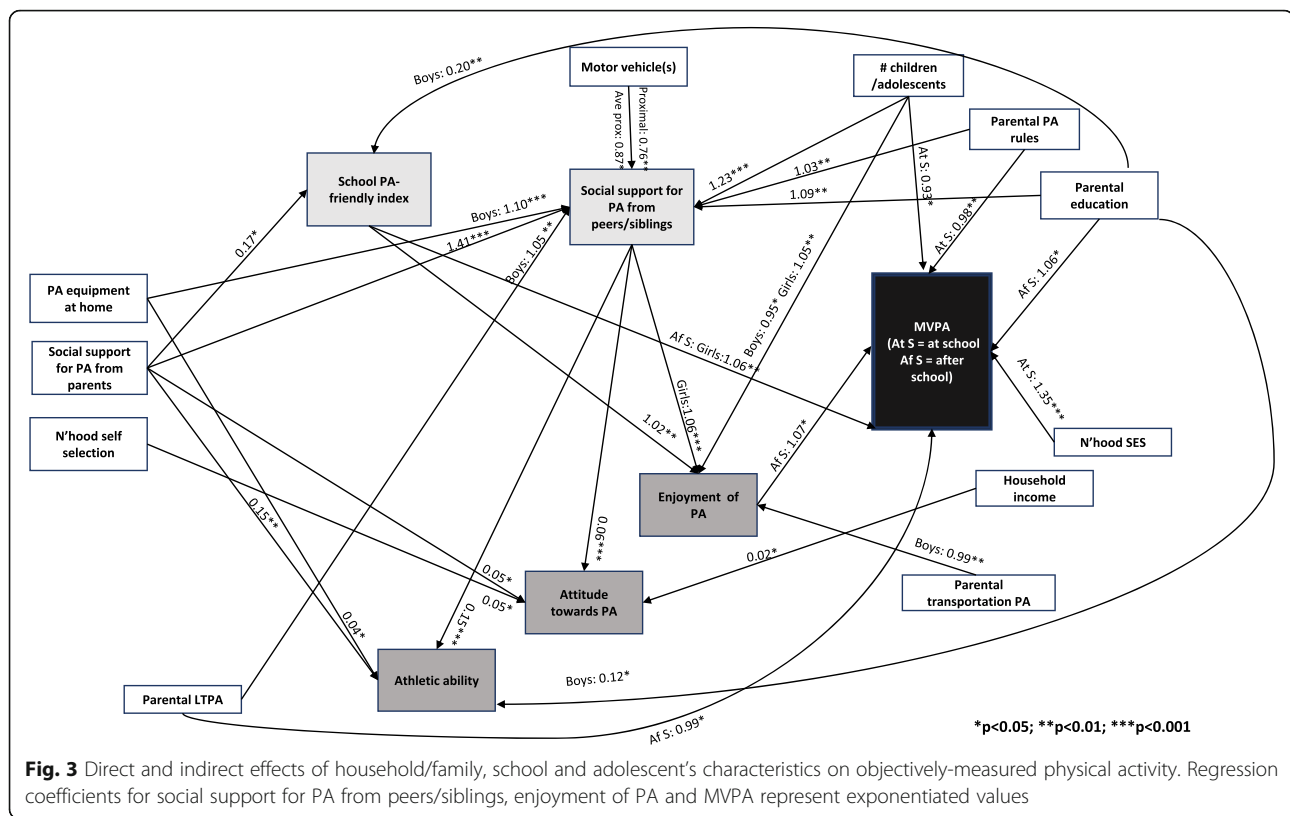 Boys: 0.20**
Motor vehicle(s)
# children
/adolescents
Parental PA
rules
Parental
education
Ave prox: 0.87*
Proximal: 0.76**
School PA-
friendly index
Social support for
PA from
peers/siblings
1.23***
1.03**
1.09**
At S: 0.93*
At S: 0.98**
Af S: 1.06*
Boys: 1.10***
0.17*
1.41***
Boys: 1.05 **
Boys: 0.95* Girls: 1.05**
PA equipment
at home
Social support
for PA from
parents
N'hood self
selection
MVPA
(At S = at school
Af S = after
school)
At S: 1.35***
N'hood SES
Af S: Girls:1.06**
Girls:1.06***
1.02**
Af S: 1.07*
Enjoyment of
PA
Household
income
0.02*
Boys: 0.99**
Parental
transportation PA
0.15**
0.06***
0.05*
0.05*
Attitude
towards PA
0.04*
0.15***
Athletic ability
Boys: 0.12*
Parental LTPA
Af S: 0.99*
*p<0.05; **p<0.01; ***p<0.001
Fig. 3 Direct and indirect effects of household/family, school and adolescent's characteristics on objectively-measured physical activity. Regression
coefficients for social support for PA from peers/siblings, enjoyment of PA and MVPA represent exponentiated values